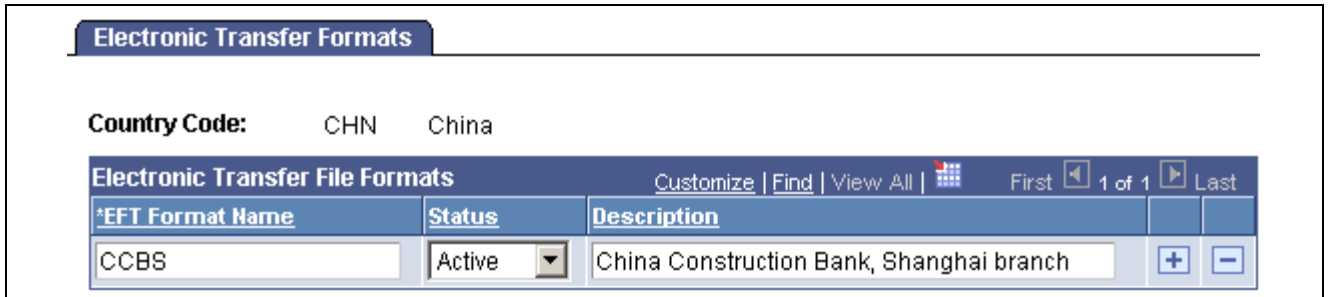 Electronic Transfer Formats
Country Code: CHN China
Electronic Transfer File Formats Customize | Find | View All | First 1 of 1 Last
*EFT Format Name Status Description
CCBS Active China Construction Bank, Shanghai branch